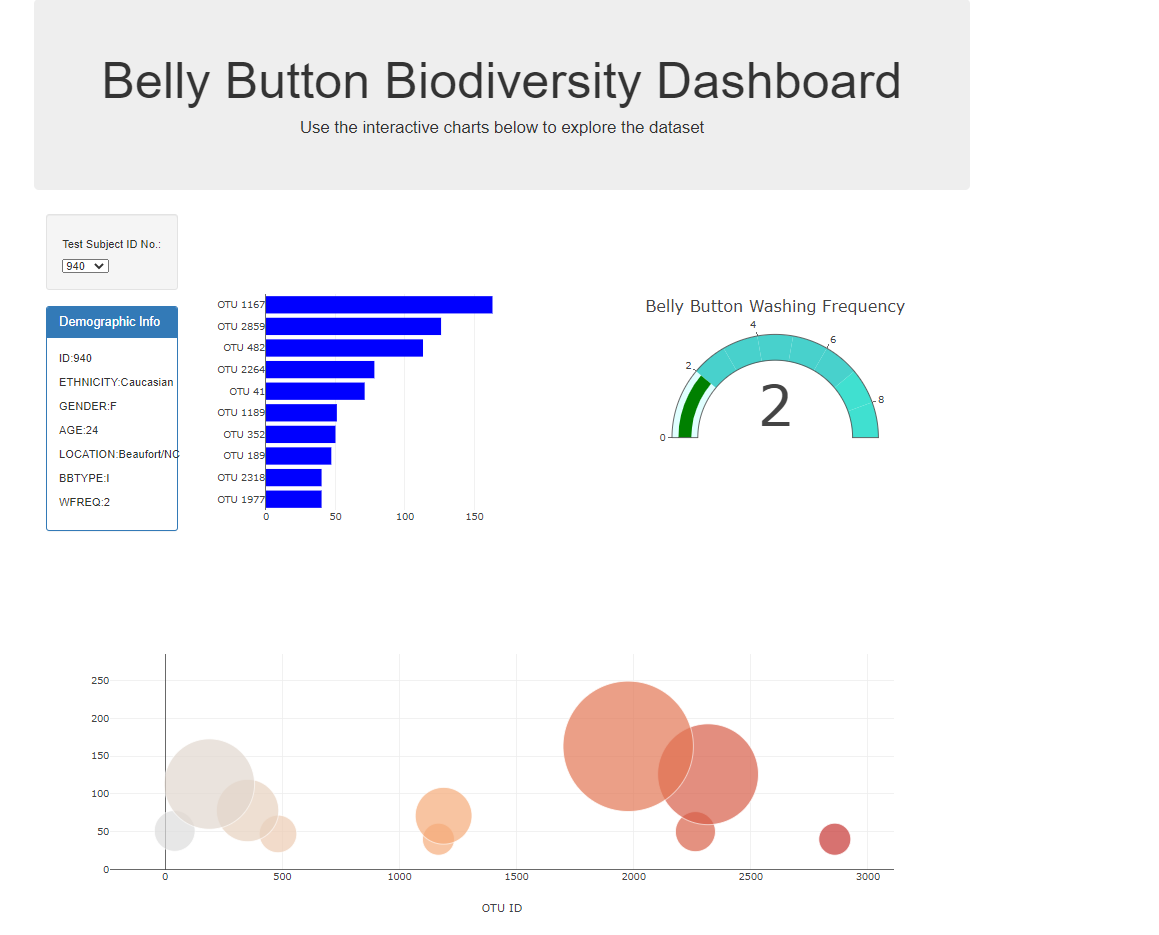 Belly Button Biodiversity Dashboard
Use the interactive charts below to explore the dataset
Test Subject ID No.:
940
Demographic Info
ID:940
ETHNICITY:Caucasian
GENDER:F
AGE:24
LOCATION:Beaufort/NC
BBTYPE:I
WFREQ:2
OTU 1167
OTU 2859
OTU 482
OTU 2264
OTU 41
OTU 1189
OTU 352
OTU 189
OTU 2318
OTU 1977
0 50 100 150
Belly Button Washing Frequency
0 2 4 6 8
2
250
200
150
100
50
0
0 500 1000 1500 2000 2500 3000
OTU ID